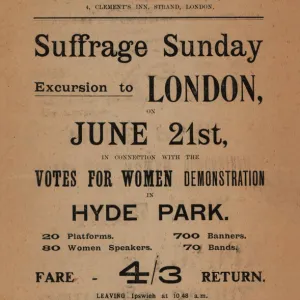 4, CLEMENT'S INN, STRAND, LONDON.
Suffrage Sunday
Excursion to LONDON,
ON
JUNE 21st,
IN CONNECTION WITH THE
VOTES FOR WOMEN DEMONSTRATION
IN
HYDE PARK.
20 Platforms. 700 Banners.
80 Women Speakers. 70 Bands.
FARE - 4/3 RETURN.
LEAVING Ipswich at 10.48 a.m.